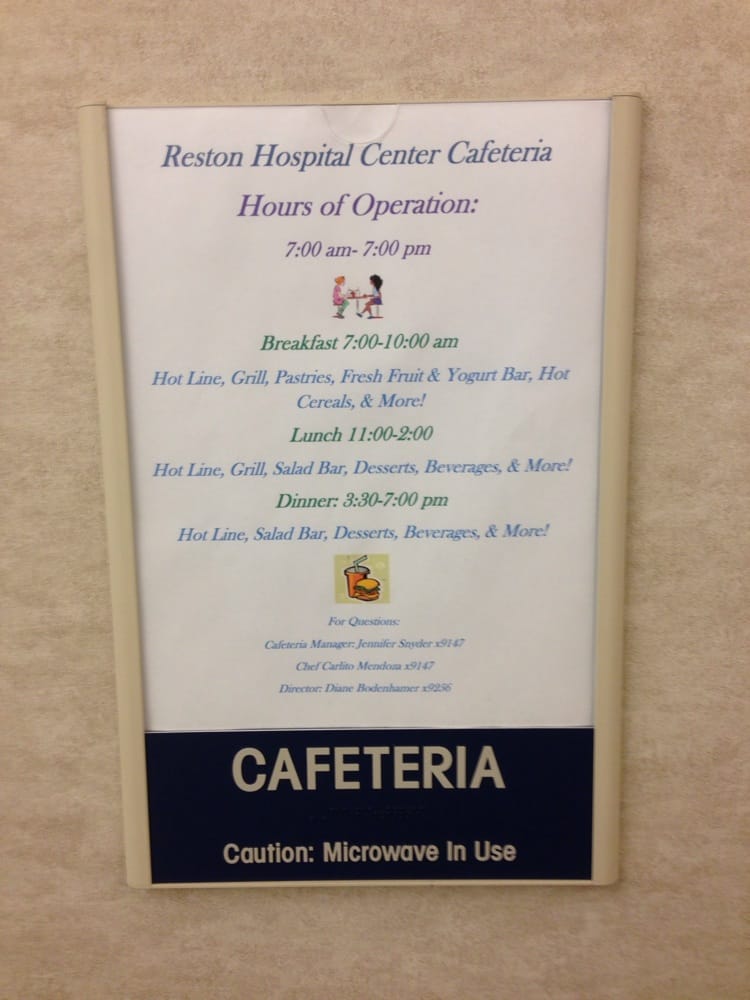 Reston Hospital Center Cafeteria
Hours of Operation:
7:00 am- 7:00 pm
Breakfast 7:00-10:00 am
Hot Line, Grill, Pastries, Fresh Fruit & Yogurt Bar, Hot
Cereals, & More!
Lunch 11:00-2:00
Hot Line, Grill, Salad Bar, Desserts, Beverages, & More!
Dinner: 3:30-7:00 pm
Hot Line, Salad Bar, Desserts, Beverages, & More!
For Questions:
Cafeteria Manager: Jennifer Snyder x9147
Chef Carlito Mendoza x9147
Director: Diane Bodenhamer x9256
CAFETERIA
Caution: Microwave In Use